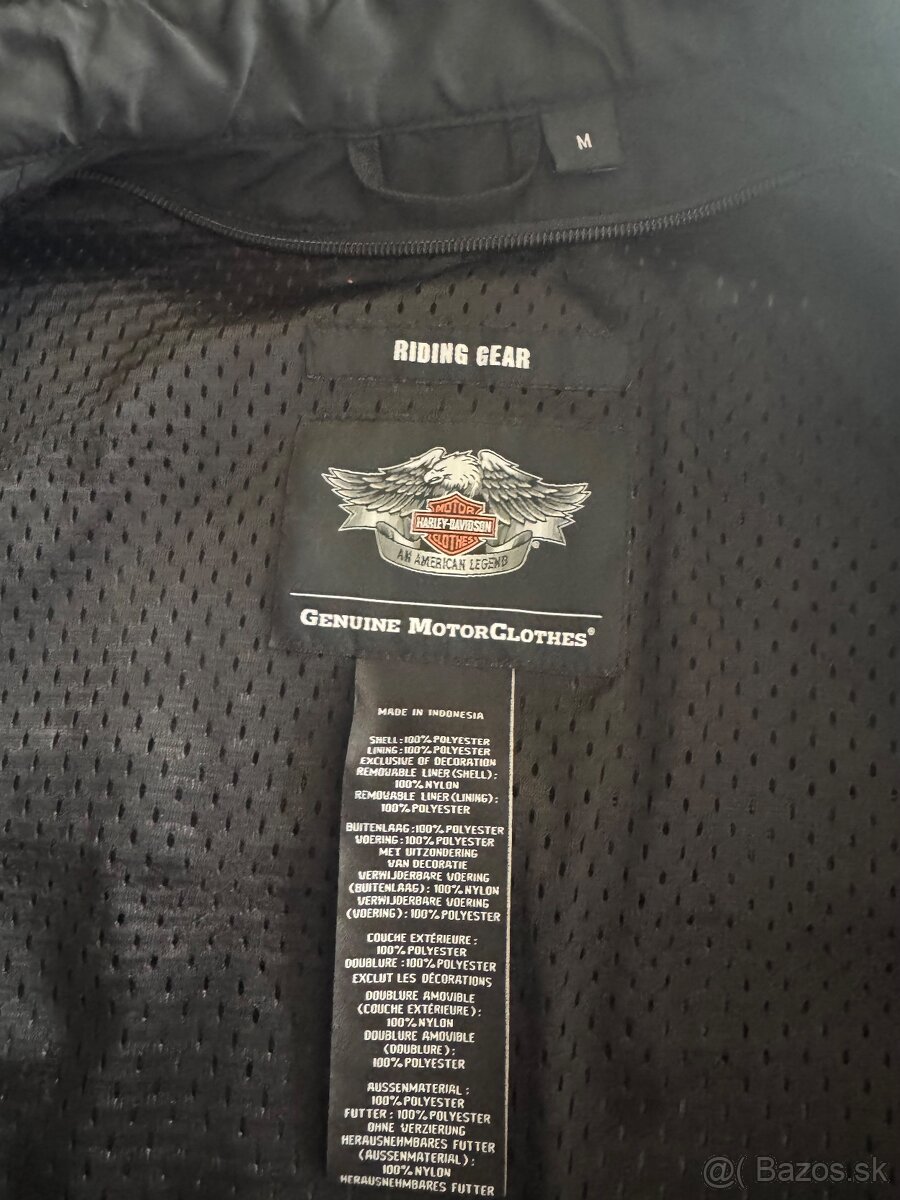 M
RIDING GEAR
MOTOR
HARLEY-DAVIDSON
CLOTHES
AN AMERICAN LEGEND
®
GENUINE MOTORCLOTHES®
MADE IN INDONESIA
SHELL:100% POLYESTER
LINING:100% POLYESTER
EXCLUSIVE OF DECORATION
REMOVABLE LINER(SHELL):
100% NYLON
REMOVABLE LINER(LINING):
100% POLYESTER
BUITENLAAG:100% POLYESTER
VOERING:100% POLYESTER
MET UITZONDERING
VAN DECORATIE
VERWIJDERBARE VOERING
(BUITENLAAG): 100% NYLON
VERWIJDERBARE VOERING
(VOERING): 100% POLYESTER
COUCHE EXTÉRIEURE:
100% POLYESTER
DOUBLURE:100% POLYESTER
EXCLUT LES DÉCORATIONS
DOUBLURE AMOVIBLE
(COUCHE EXTÉRIEURE):
100% NYLON
DOUBLURE AMOVIBLE
(DOUBLURE):
100% POLYESTER
AUSSENMATERIAL:
100% POLYESTER
FUTTER: 100% POLYESTER
OHNE VERZIERUNG
HERAUSNEHMBARES FUTTER
(AUSSENMATERIAL):
100% NYLON
HERAUSNEHMBARES FUTTER
@( Bazos.sk